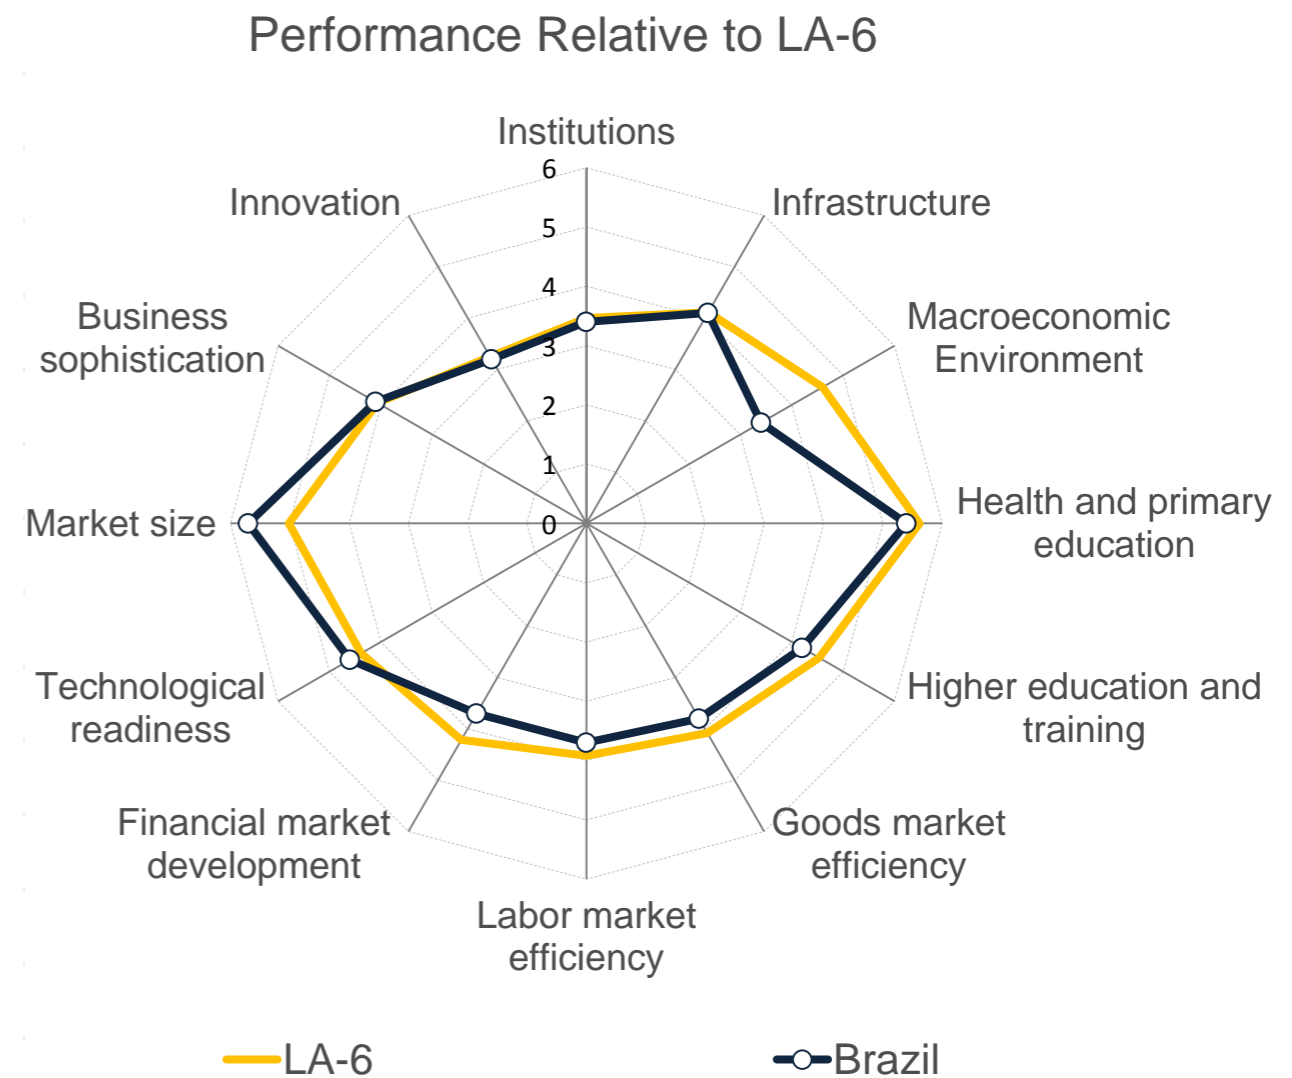 Performance Relative to LA-6
Institutions
6
Innovation
Infrastructure
5
4
Business
sophistication
Macroeconomic
Environment
3
2
1
Health and primary
education
Market size
0
Technological
readiness
Higher education and
training
Financial market
development
Goods market
efficiency
Labor market
efficiency
LA-6
Brazil